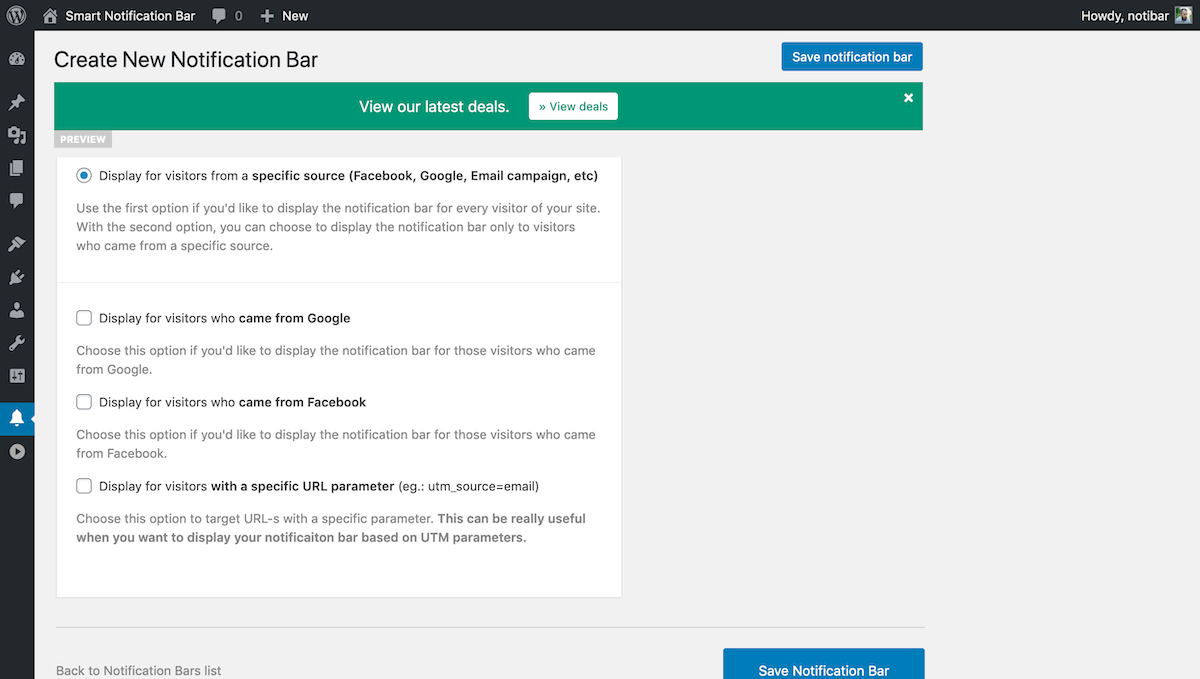 Smart Notification Bar 0 New Howdy, notibar
Create New Notification Bar Save notification bar
View our latest deals. » View deals
PREVIEW
Display for visitors from a specific source (Facebook, Google, Email campaign, etc)
Use the first option if you'd like to display the notification bar for every visitor of your site.
With the second option, you can choose to display the notification bar only to visitors
who came from a specific source.
Display for visitors who came from Google
Choose this option if you'd like to display the notification bar for those visitors who came
from Google.
Display for visitors who came from Facebook
Choose this option if you'd like to display the notification bar for those visitors who came
from Facebook.
Display for visitors with a specific URL parameter (eg.: utm_source=email)
Choose this option to target URL-s with a specific parameter. This can be really useful
when you want to display your notificaiton bar based on UTM parameters.
Back to Notification Bars list Save Notification Bar